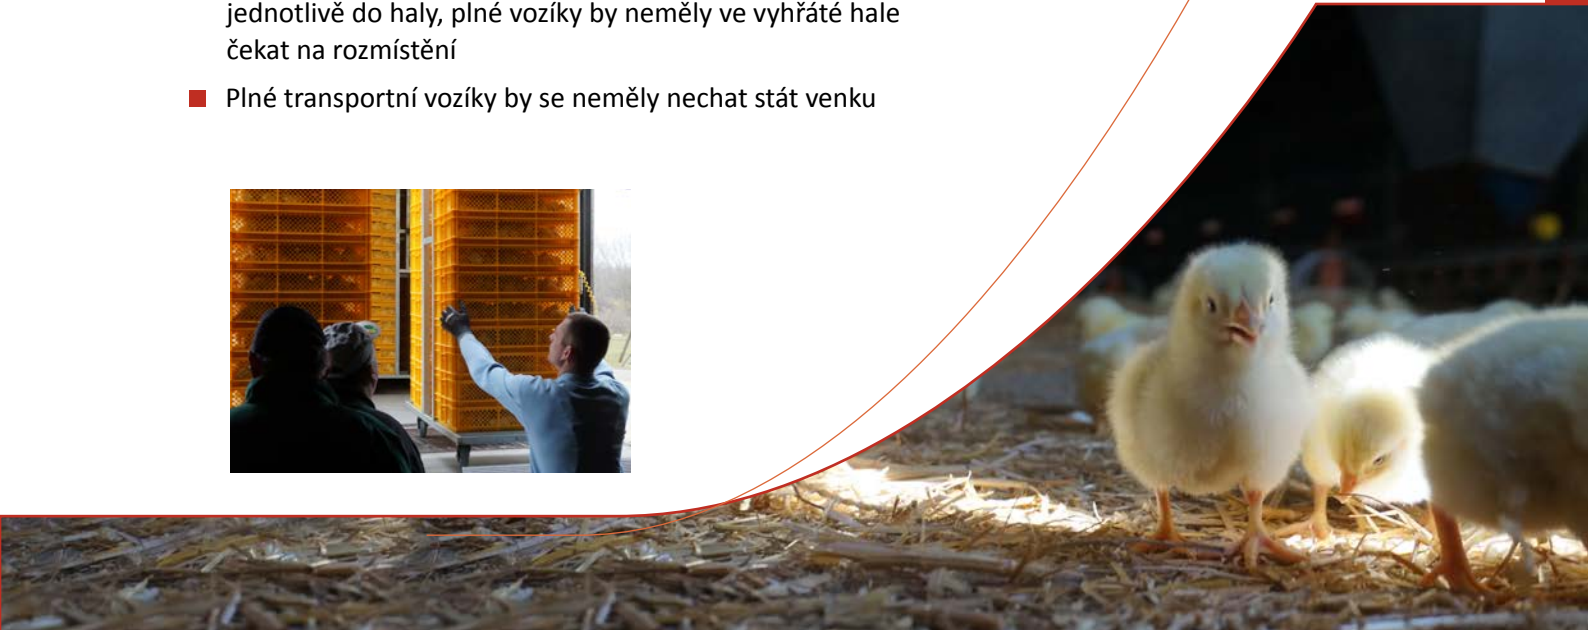 jednotlivě do haly, plné vozíky by neměly ve vyhřáté hale
čekat na rozmístění
Plné transportní vozíky by se neměly nechat stát venku